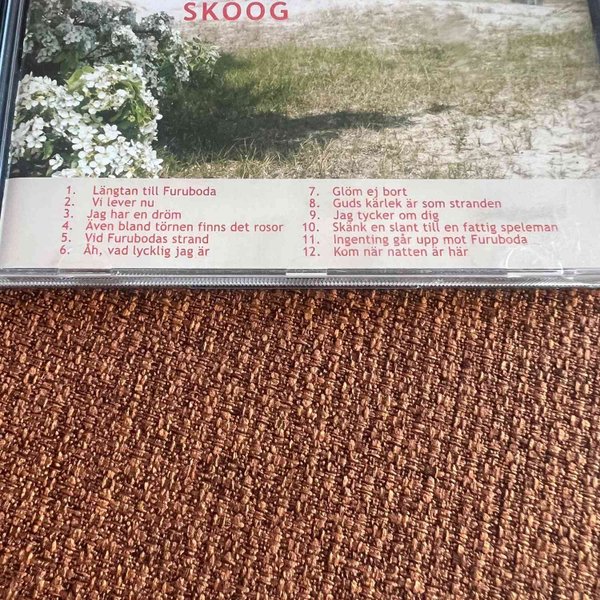 SKOOG
1. Längtan till Furuboda
2. Vi lever nu
3. Jag har en dröm
4. Även bland törnen finns det rosor
5. Vid Furubodas strand
6. Åh, vad lycklig jag är
7. Glöm ej bort
8. Guds kärlek är som stranden
9. Jag tycker om dig
10. Skänk en slant till en fattig speleman
11. Ingenting går upp mot Furuboda
12. Kom när natten är här